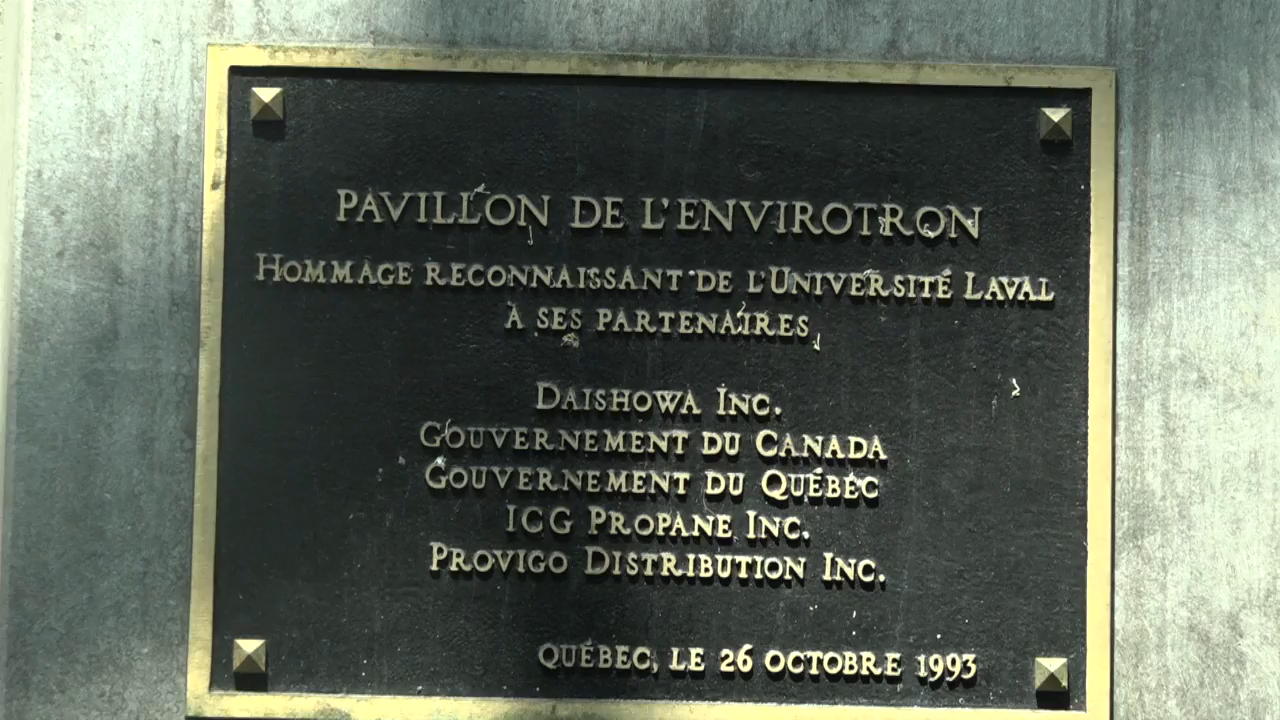 PAVILLON DE L'ENVIROTRON
HOMMAGE RECONNAISSANT DE L'UNIVERSITÉ LAVAL
À SES PARTENAIRES
DAISHOWA INC.
GOUVERNEMENT DU CANADA
GOUVERNEMENT DU QUÉBEC
ICG PROPANE INC.
PROVIGO DISTRIBUTION INC.
QUÉBEC, LE 26 OCTOBRE 1993